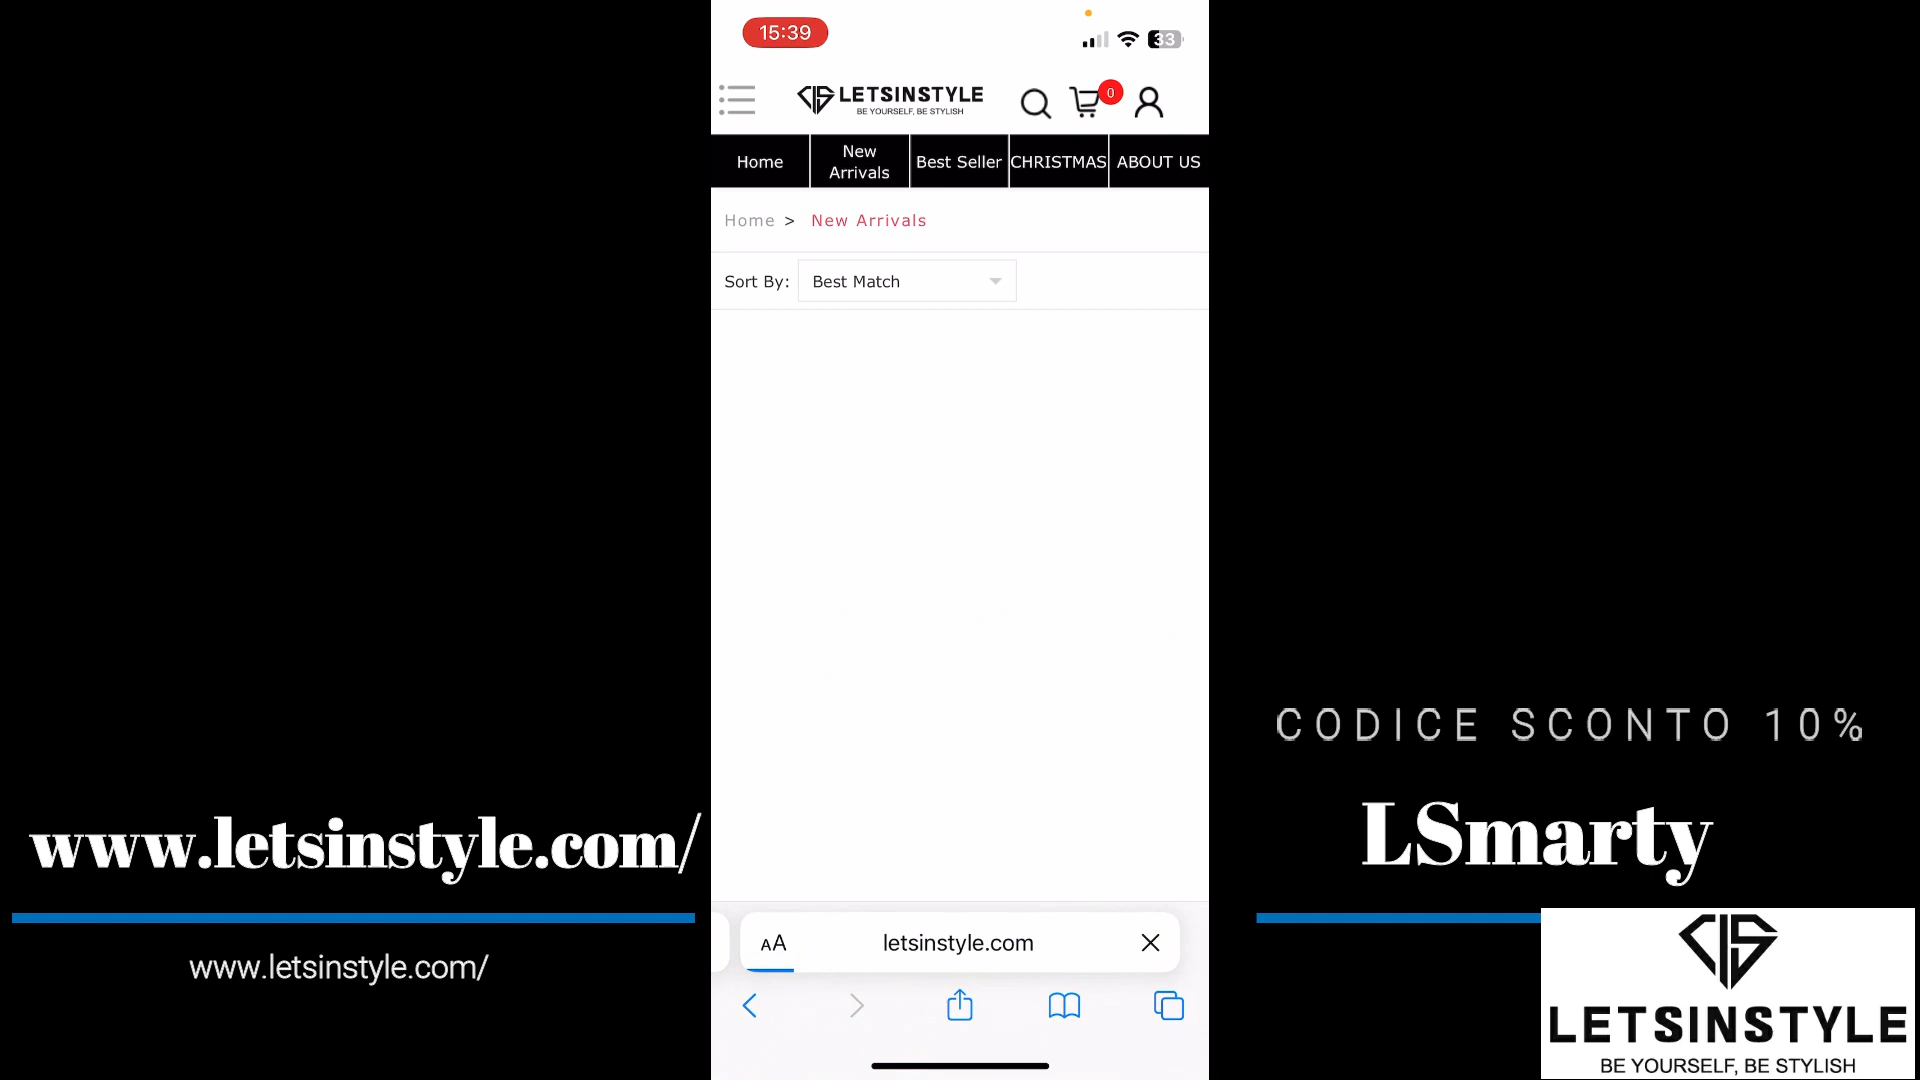 15:39
33
LETSINSTYLE
BE YOURSELF, BE STYLISH
0
Home
New Arrivals
Best Seller
CHRISTMAS
ABOUT US
Home > New Arrivals
Sort By: Best Match
CODICE SCONTO 10%
LSmarty
www.letsinstyle.com/
www.letsinstyle.com/
AA
letsinstyle.com
LETSINSTYLE
BE YOURSELF, BE STYLISH